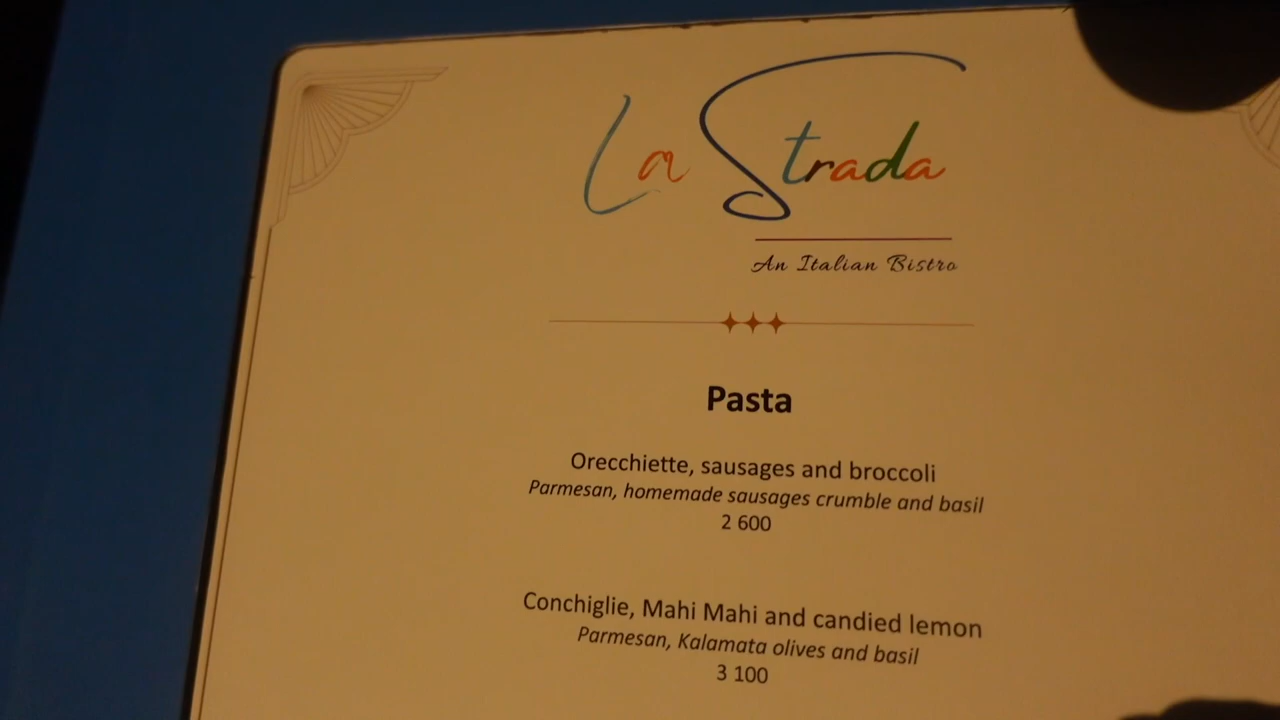 La Strada
An Italian Bistro
Pasta
Orecchiette, sausages and broccoli
Parmesan, homemade sausages crumble and basil
2 600
Conchiglie, Mahi Mahi and candied lemon
Parmesan, Kalamata olives and basil
3 100